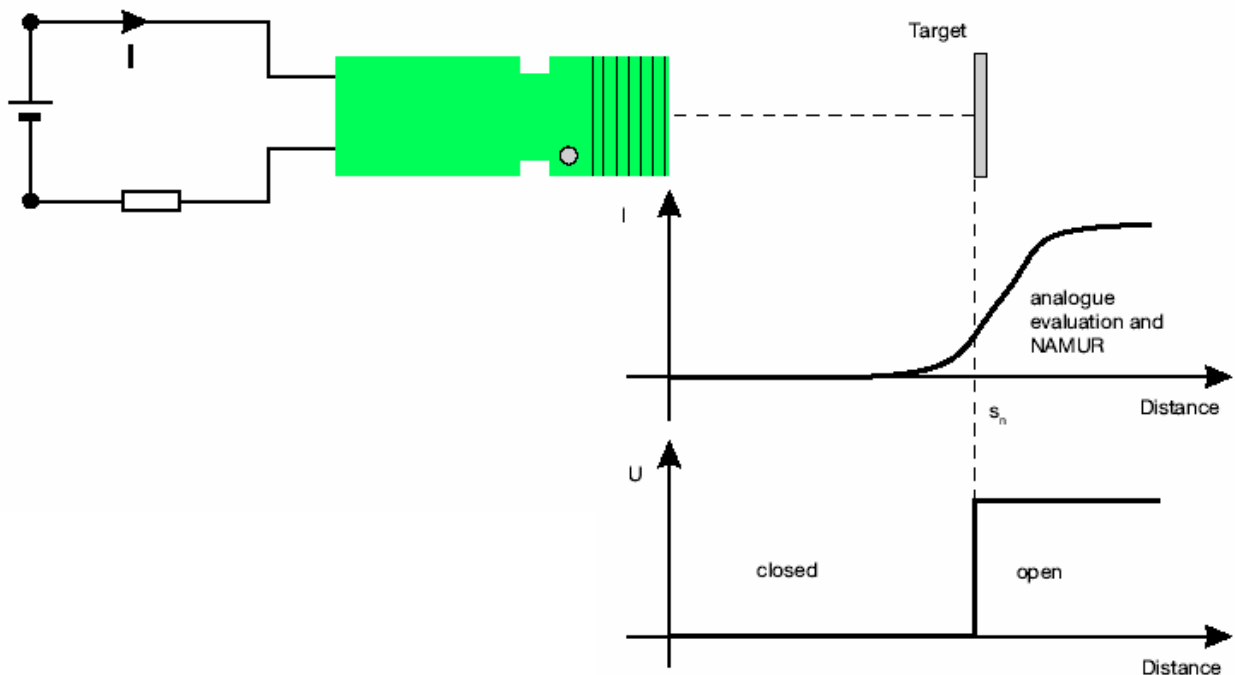 Target
I
I
analogue
evaluation and
NAMUR
sn
Distance
U
closed
open
Distance